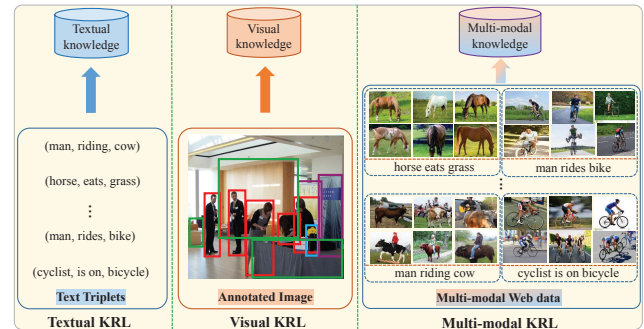 Textual
knowledge
Visual
knowledge
Multi-modal
knowledge
(man, riding, cow)
(horse, eats, grass)
(man, rides, bike)
(cyclist, is on, bicycle)
Text Triplets
Textual KRL
Annotated Image
Visual KRL
horse eats grass
man rides bike
man riding cow
cyclist is on bicycle
Multi-modal Web data
Multi-modal KRL